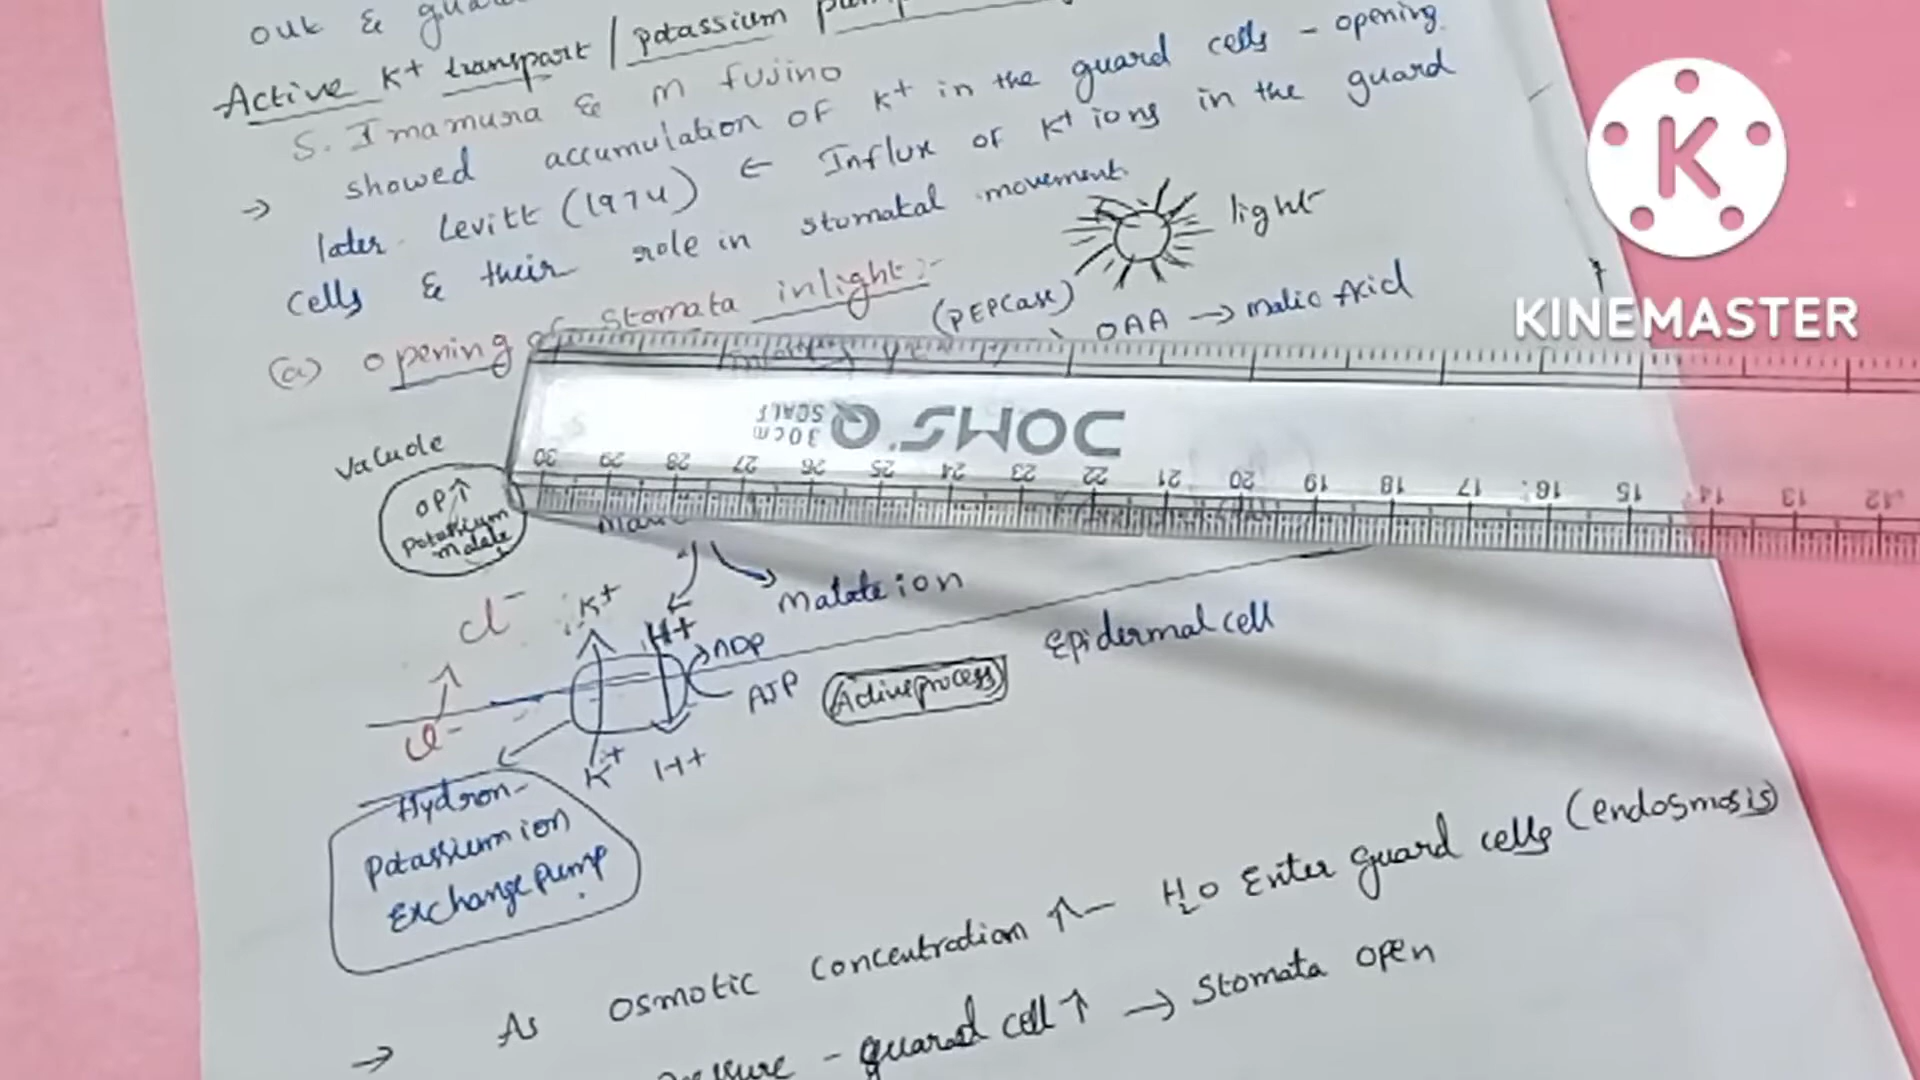 out &
Active K+ transport / potassium
S. Imamura & M Fujino
→ showed accumulation of K+ in the guard cells - opening
later Levitt (1974) ← Influx of K+ ions in the guard
cells & their role in stomatal movement.
light
(a) opening of stomata in light :-
(PEPCase)
OAA → malic Acid
DOMS Q
30cm
SCALE
30 29 28 27 26 25 24 23 22 21 20 19 18 17 16 15 14 13 12
Vacuole
OP↑
Potassium
malate
Malate ion
Cl- K+ H+
ADP
ATP
Active process
Epidermal cell
Cl-
K+ H+
Hydron-
Potassium ion
Exchange pump
→ As osmotic concentration ↑ - H2O Enter guard cells (endosmosis)
- guard cell ↑ → stomata open
K
KINEMASTER